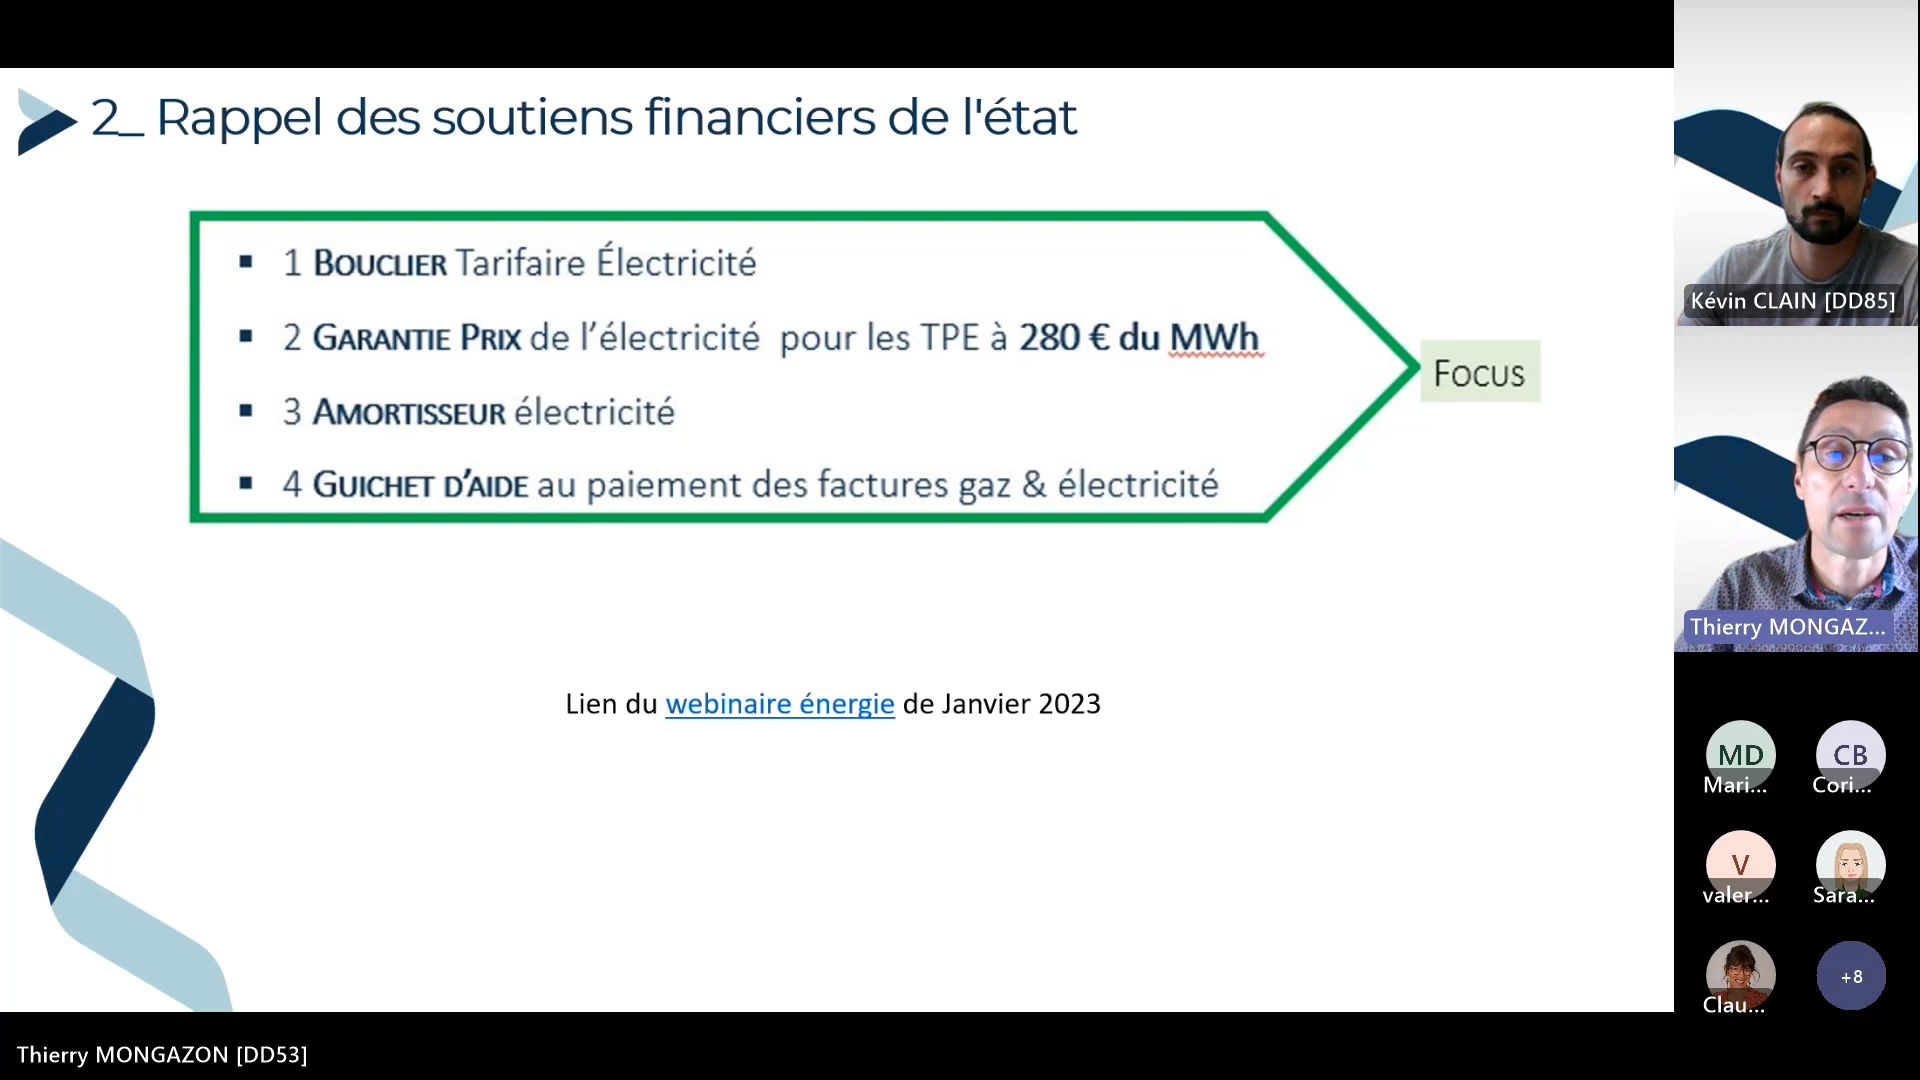 2_ Rappel des soutiens financiers de l'état
▪ 1 BOUCLIER Tarifaire Électricité
▪ 2 GARANTIE PRIX de l'électricité pour les TPE à 280 € du MWh
▪ 3 AMORTISSEUR électricité
▪ 4 GUICHET D'AIDE au paiement des factures gaz & électricité
Focus
Lien du webinaire énergie de Janvier 2023
Kévin CLAIN [DD85]
Thierry MONGAZ...
MD
Mari...
CB
Cori...
V
valer...
Sara...
Clau...
+8
Thierry MONGAZON [DD53]